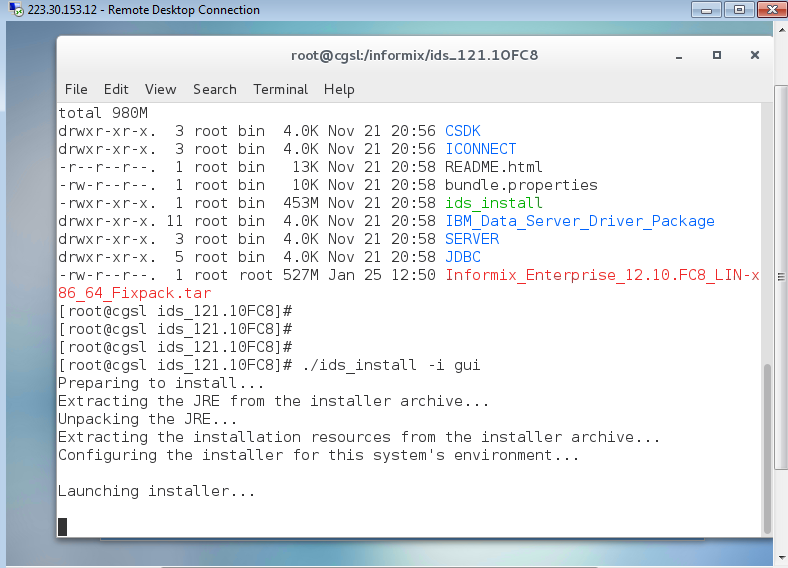 223.30.153.12 - Remote Desktop Connection
root@cgsl:/informix/ids_121.10FC8
File Edit View Search Terminal Help
total 980M
drwxr-xr-x.  3 root bin  4.0K Nov 21 20:56 CSDK
drwxr-xr-x.  3 root bin  4.0K Nov 21 20:56 ICONNECT
-r--r--r--.  1 root bin   13K Nov 21 20:58 README.html
-rw-r--r--.  1 root bin   10K Nov 21 20:58 bundle.properties
-rwxr-xr-x.  1 root bin  453M Nov 21 20:58 ids_install
drwxr-xr-x. 11 root bin  4.0K Nov 21 20:58 IBM_Data_Server_Driver_Package
drwxr-xr-x.  3 root bin  4.0K Nov 21 20:58 SERVER
drwxr-xr-x.  5 root bin  4.0K Nov 21 20:58 JDBC
-rw-r--r--.  1 root root 527M Jan 25 12:50 Informix_Enterprise_12.10.FC8_LIN-x
86_64_Fixpack.tar
[root@cgsl ids_121.10FC8]#
[root@cgsl ids_121.10FC8]#
[root@cgsl ids_121.10FC8]#
[root@cgsl ids_121.10FC8]# ./ids_install -i gui
Preparing to install...
Extracting the JRE from the installer archive...
Unpacking the JRE...
Extracting the installation resources from the installer archive...
Configuring the installer for this system's environment...
Launching installer...